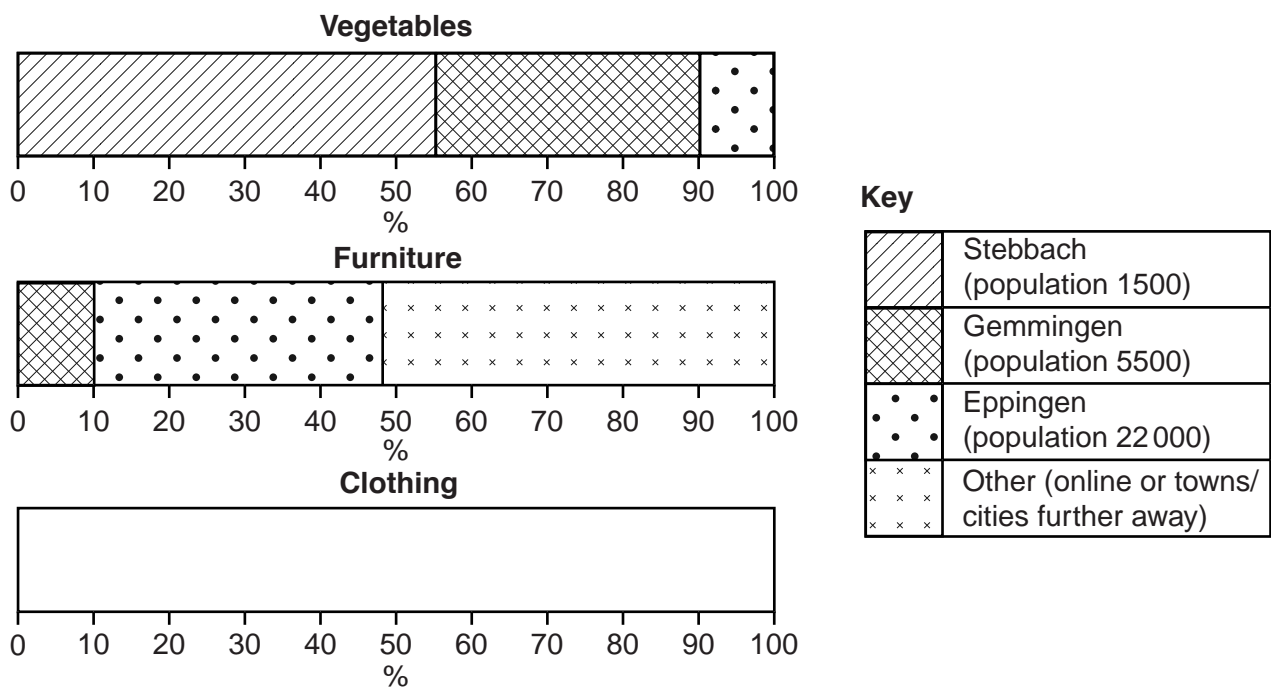 Vegetables
0 10 20 30 40 50 60 70 80 90 100
%
Furniture
0 10 20 30 40 50 60 70 80 90 100
%
Clothing
0 10 20 30 40 50 60 70 80 90 100
%
Key
Stebbach
(population 1500)
Gemmingen
(population 5500)
Eppingen
(population 22 000)
Other (online or towns/
cities further away)